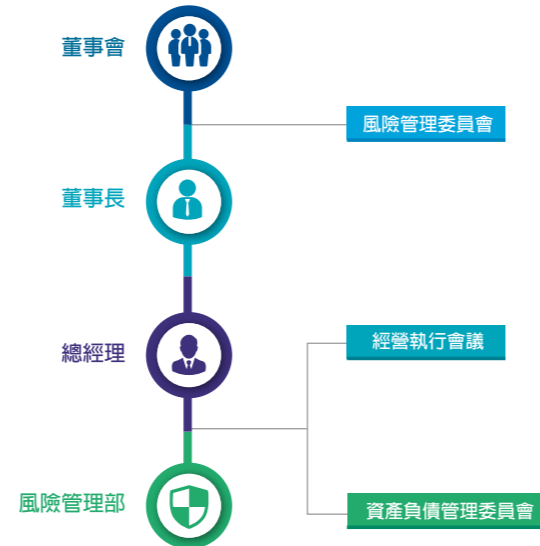 董事會
風險管理委員會
董事長
總經理
經營執行會議
風險管理部
資產負債管理委員會